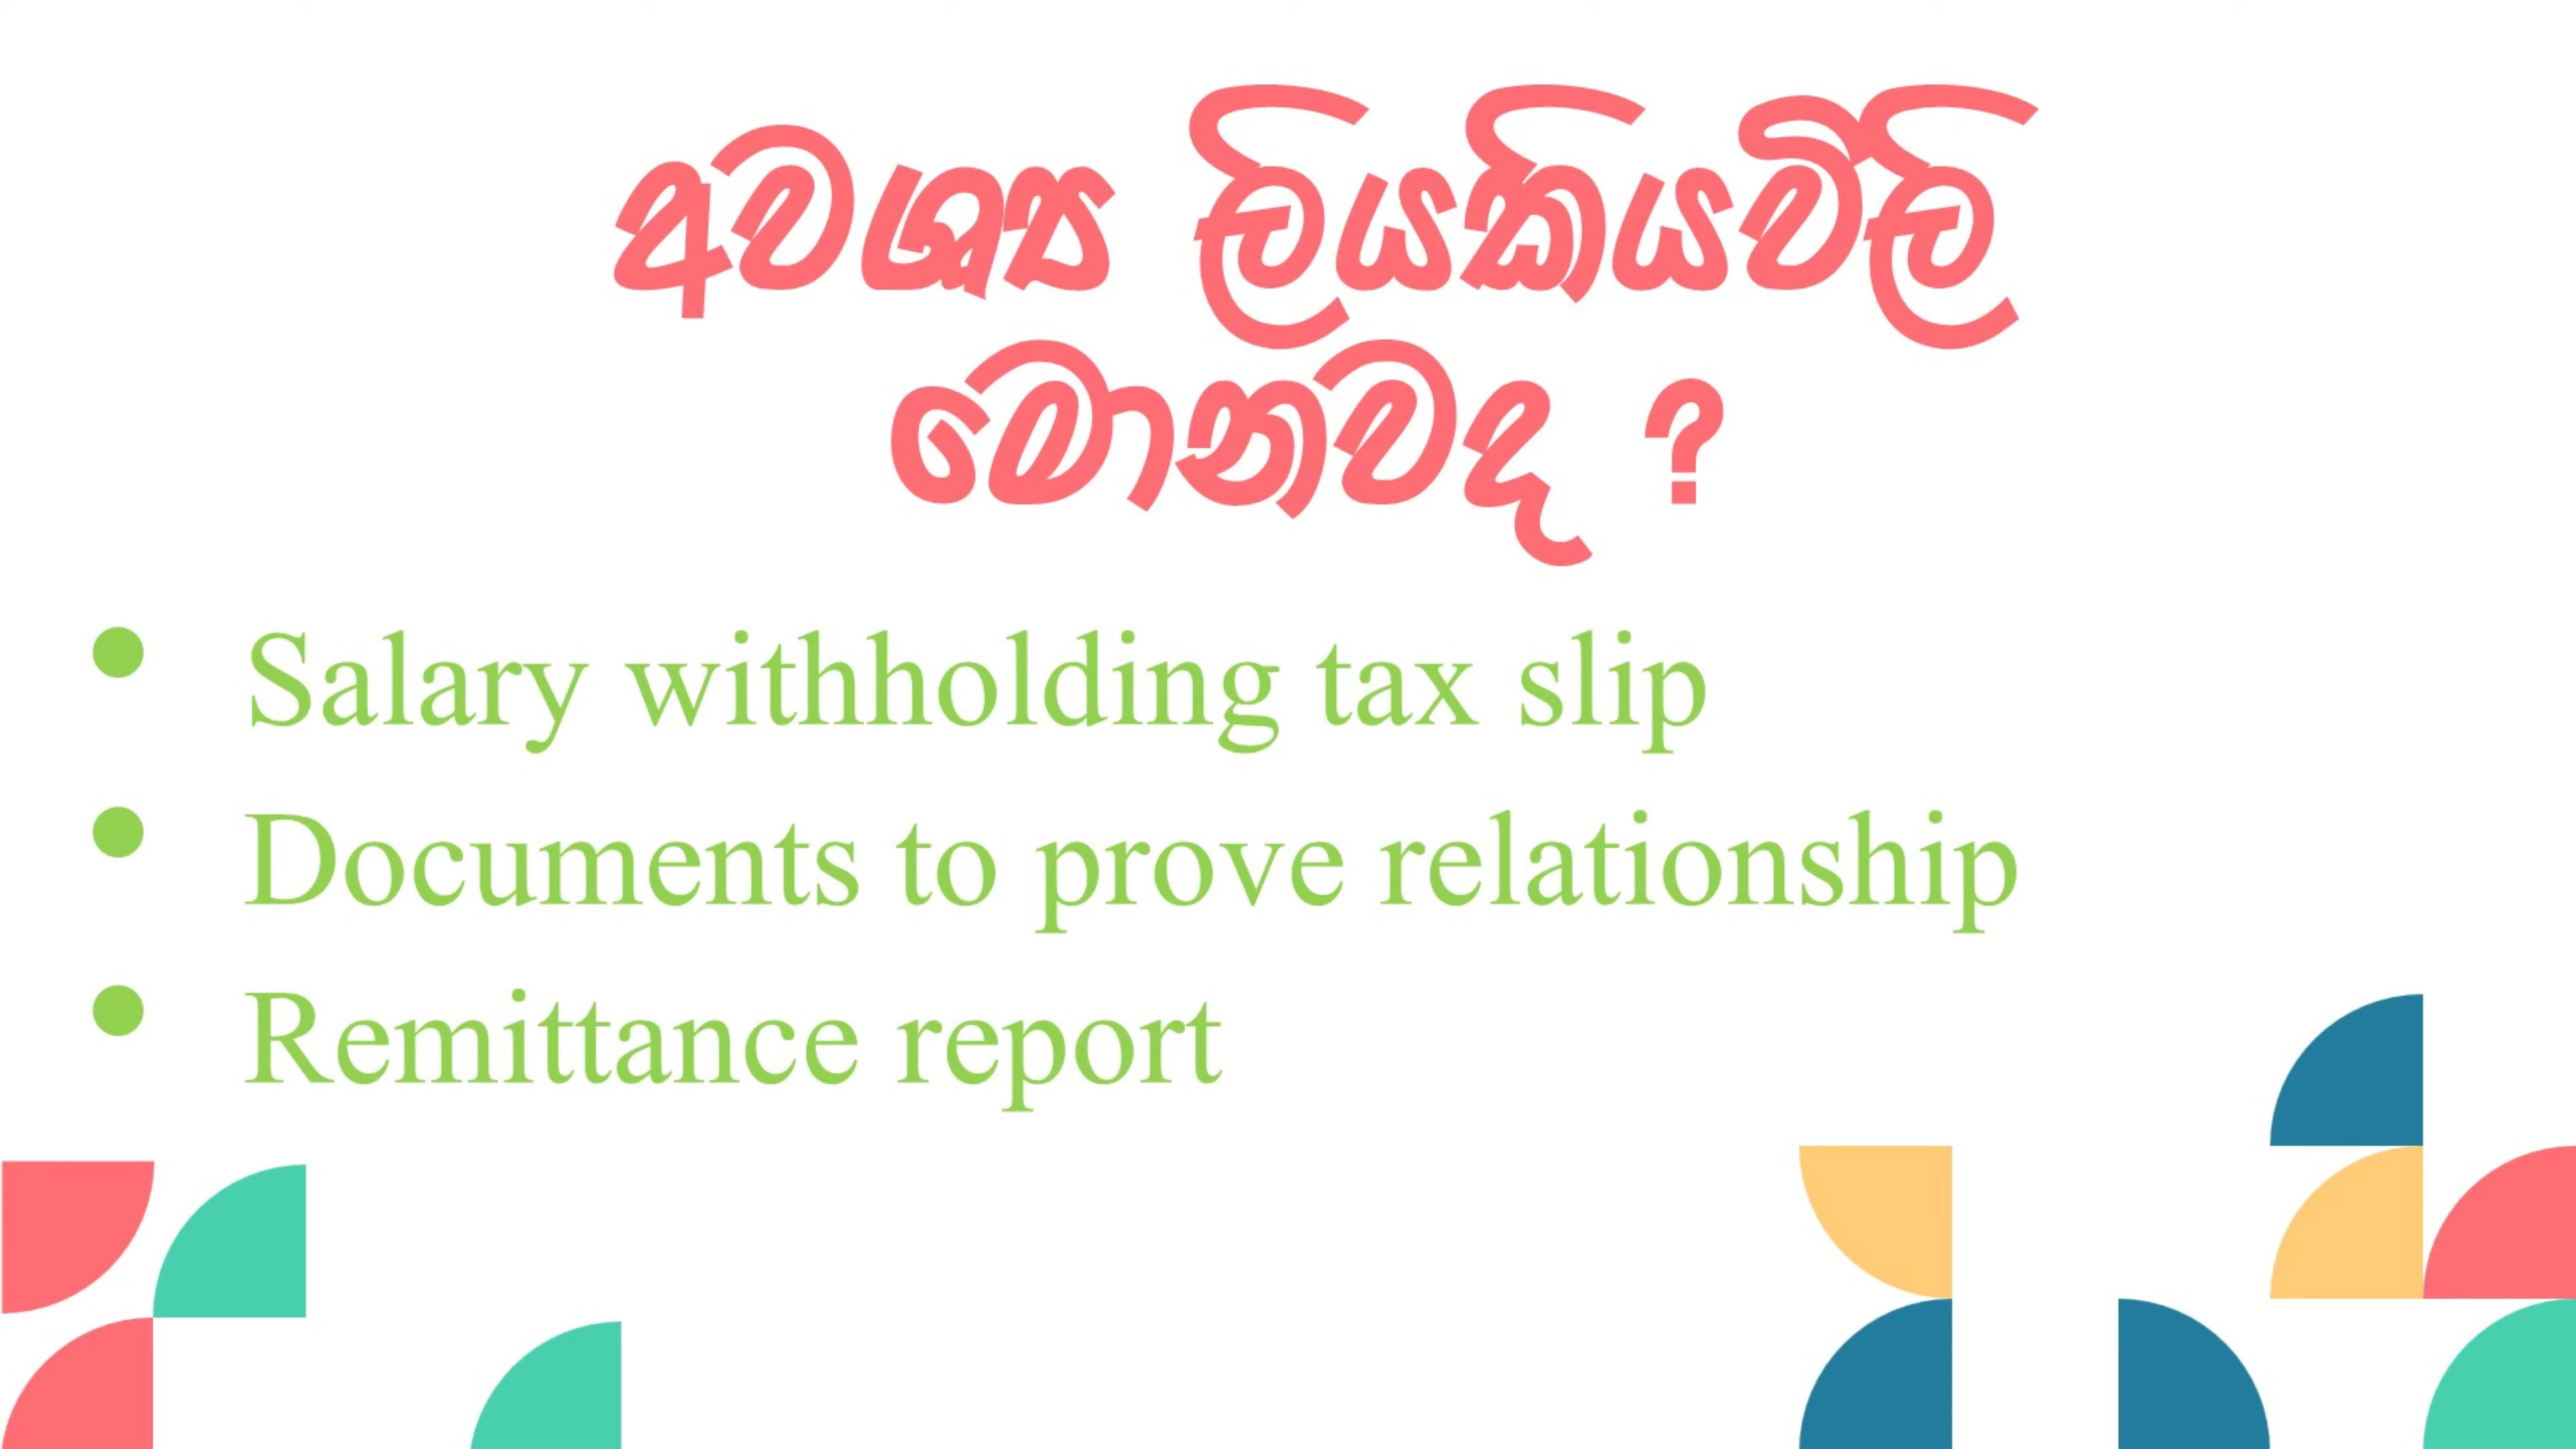 අවශ්‍ය ලියකියවිලි
මොනවද ?
• Salary withholding tax slip
• Documents to prove relationship
• Remittance report